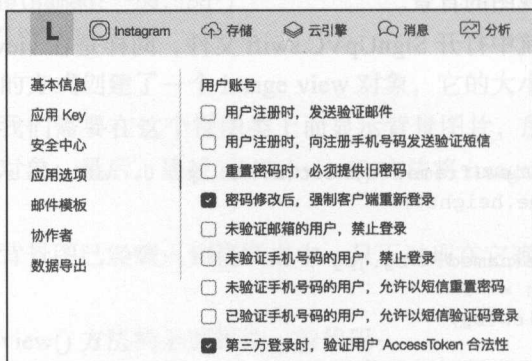 L Instagram 存储 云引擎 消息 分析
基本信息
应用 Key
安全中心
应用选项
邮件模板
协作者
数据导出
用户账号
用户注册时，发送验证邮件
用户注册时，向注册手机号码发送验证短信
重置密码时，必须提供旧密码
密码修改后，强制客户端重新登录
未验证邮箱的用户，禁止登录
未验证手机号码的用户，禁止登录
未验证手机号码的用户，允许以短信重置密码
已验证手机号码的用户，允许以短信验证码登录
第三方登录时，验证用户 AccessToken 合法性